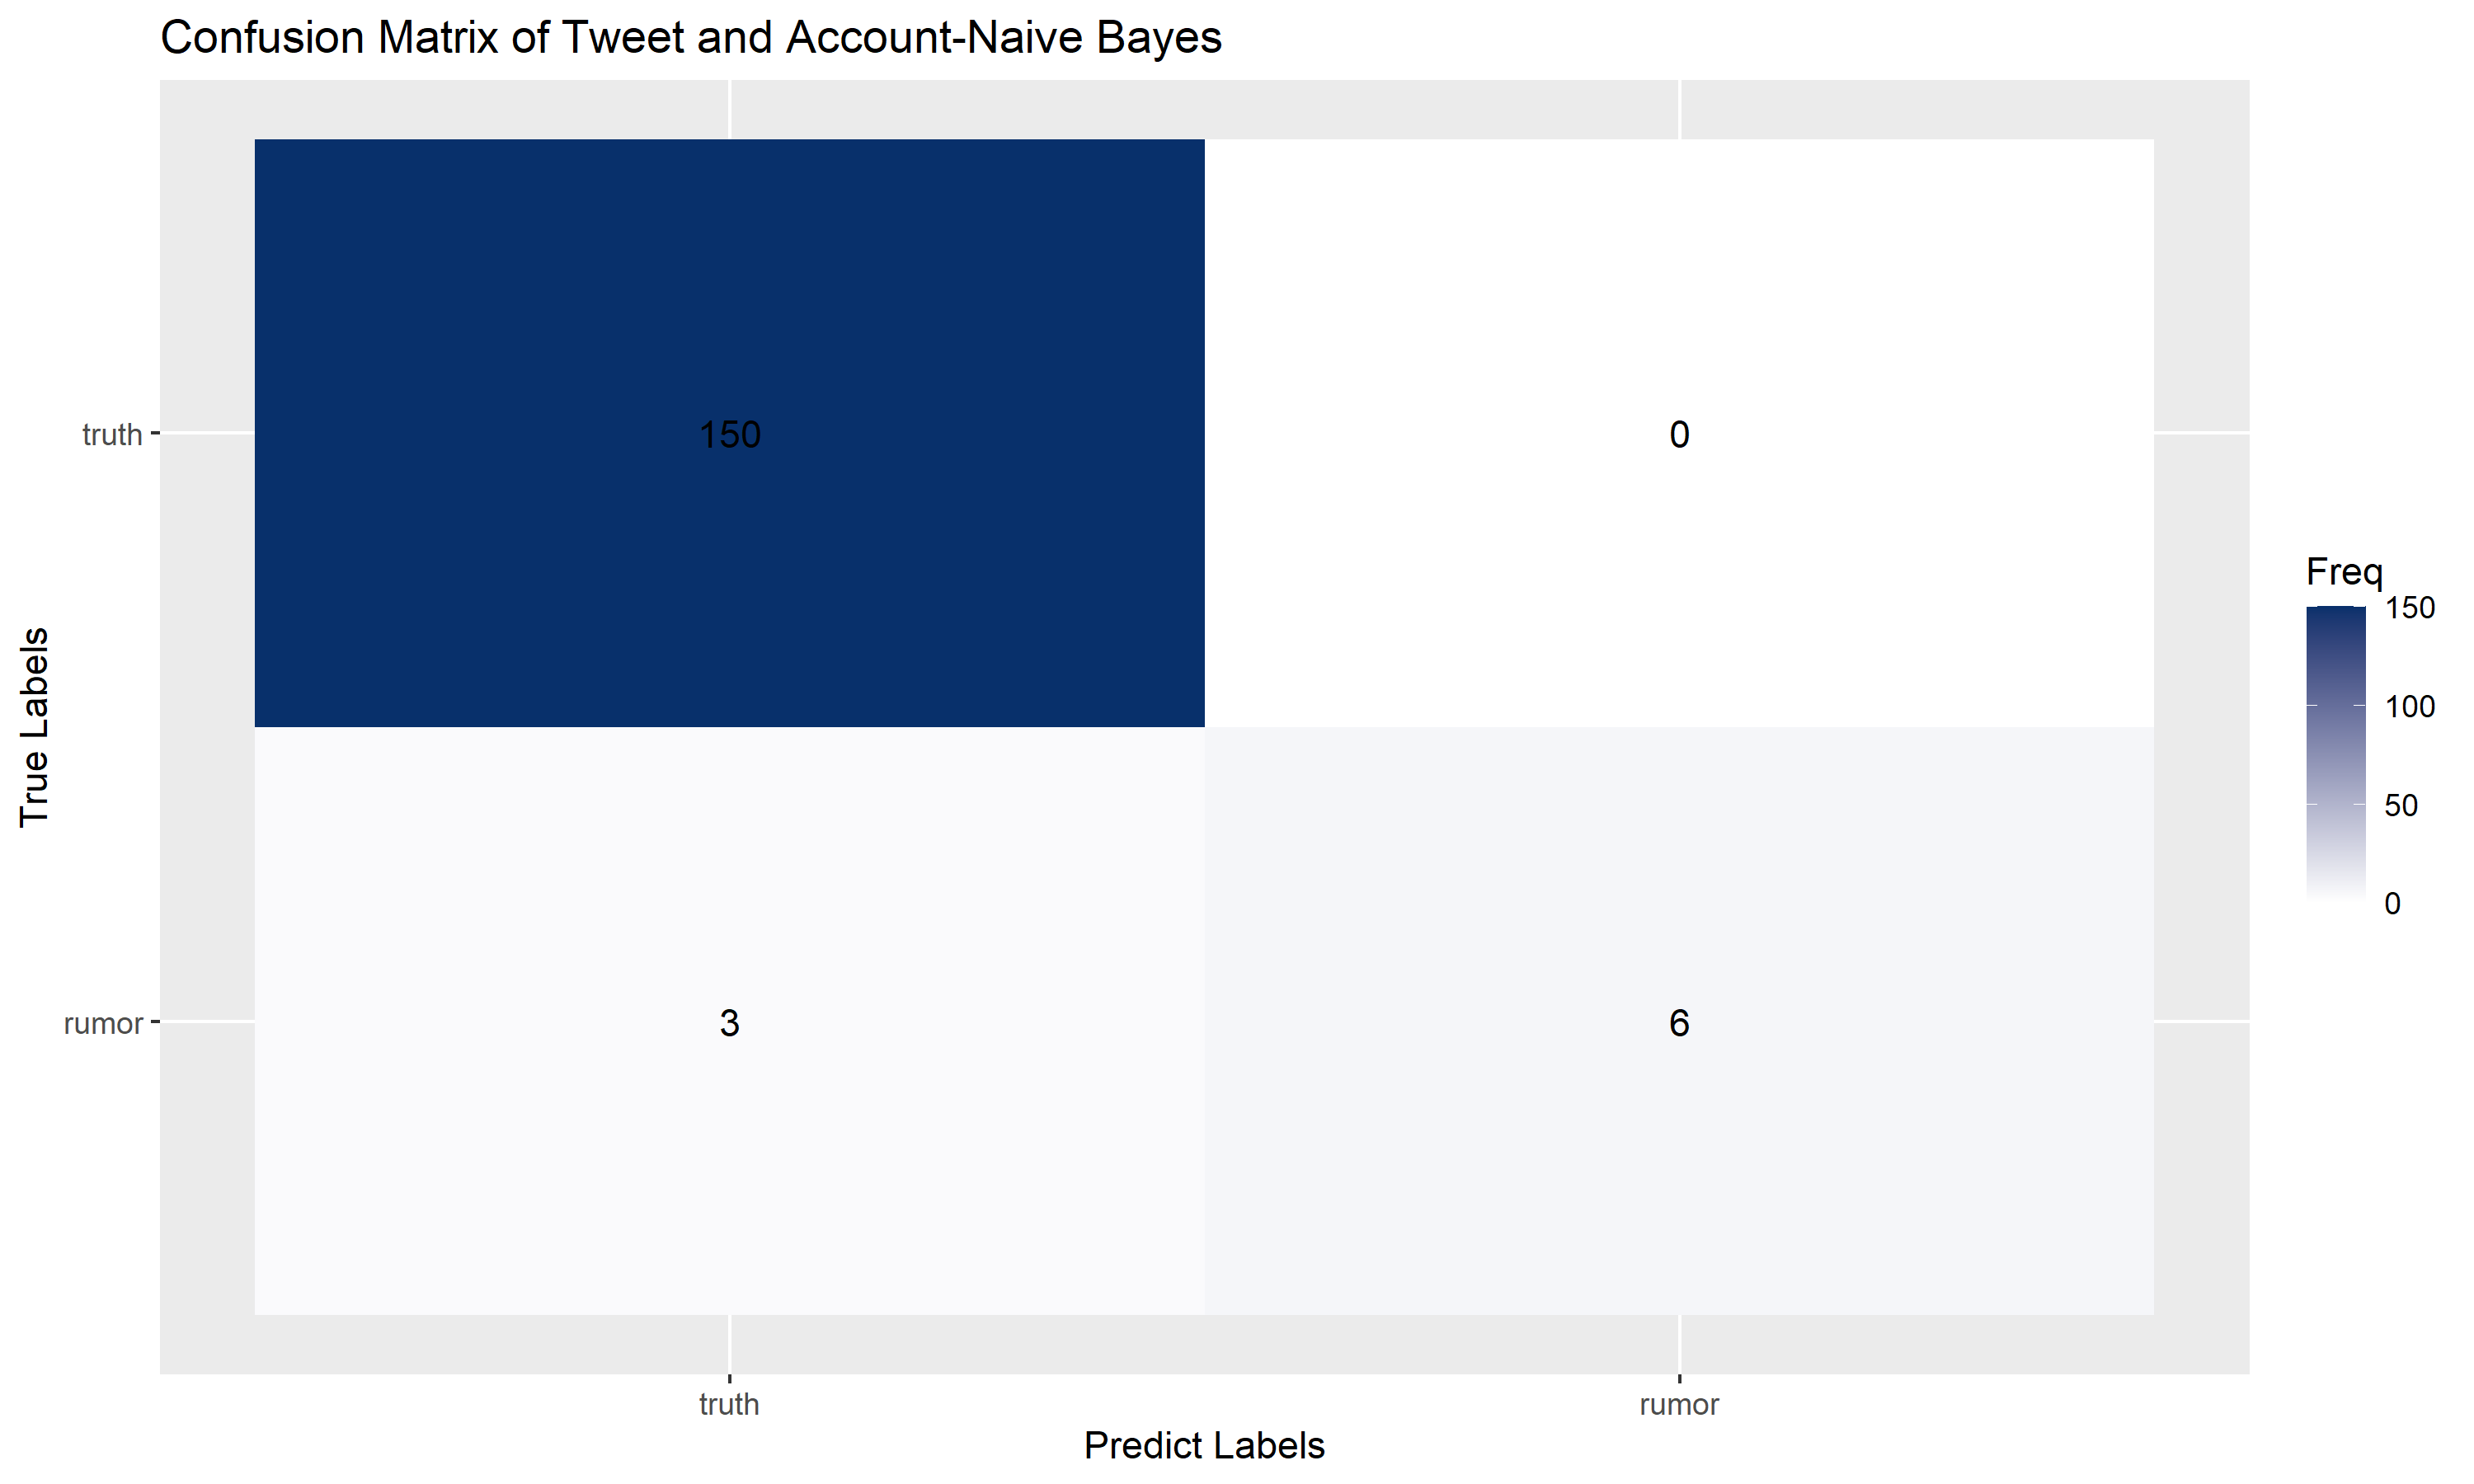 Confusion Matrix of Tweet and Account-Naive Bayes
True Labels
truth
rumor
150
0
3
6
truth
rumor
Predict Labels
Freq
150
100
50
0